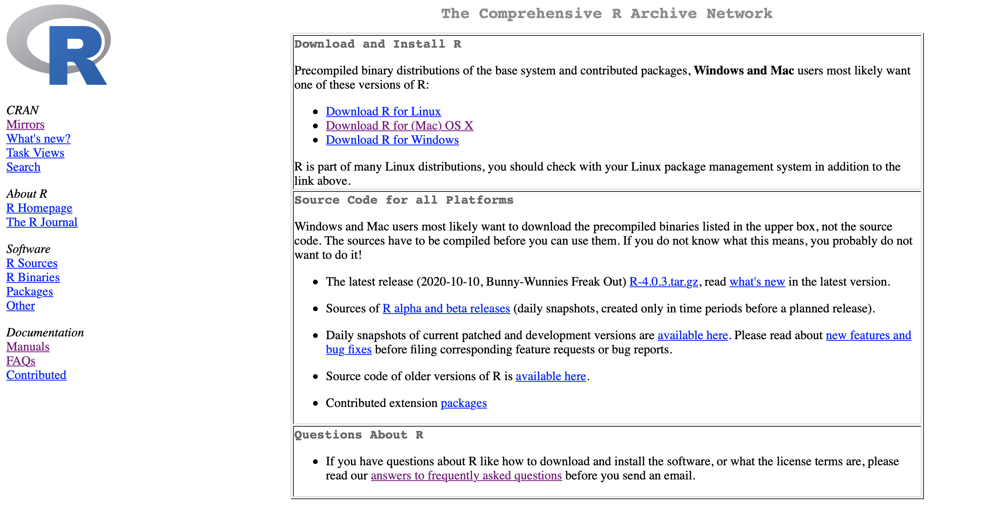 R
CRAN
Mirrors
What's new?
Task Views
Search
About R
R Homepage
The R Journal
Software
R Sources
R Binaries
Packages
Other
Documentation
Manuals
FAQs
Contributed
The Comprehensive R Archive Network
Download and Install R
Precompiled binary distributions of the base system and contributed packages, Windows and Mac users most likely want
one of these versions of R:
Download R for Linux
Download R for (Mac) OS X
Download R for Windows
R is part of many Linux distributions, you should check with your Linux package management system in addition to the
link above.
Source Code for all Platforms
Windows and Mac users most likely want to download the precompiled binaries listed in the upper box, not the source
code. The sources have to be compiled before you can use them. If you do not know what this means, you probably do not
want to do it!
The latest release (2020-10-10, Bunny-Wunnies Freak Out) R-4.0.3.tar.gz, read what's new in the latest version.
Sources of R alpha and beta releases (daily snapshots, created only in time periods before a planned release).
Daily snapshots of current patched and development versions are available here. Please read about new features and
bug fixes before filing corresponding feature requests or bug reports.
Source code of older versions of R is available here.
Contributed extension packages
Questions About R
If you have questions about R like how to download and install the software, or what the license terms are, please
read our answers to frequently asked questions before you send an email.